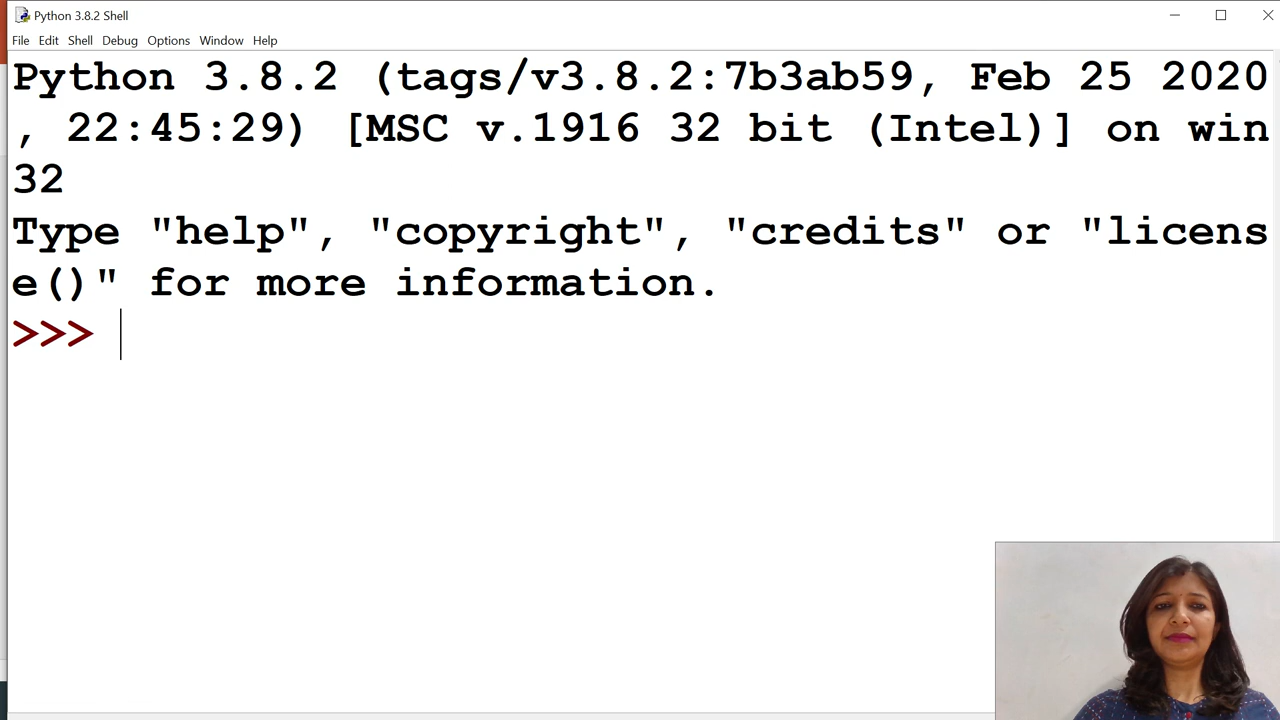 Python 3.8.2 Shell
File Edit Shell Debug Options Window Help
Python 3.8.2 (tags/v3.8.2:7b3ab59, Feb 25 2020
, 22:45:29) [MSC v.1916 32 bit (Intel)] on win
32
Type "help", "copyright", "credits" or "licens
e()" for more information.
>>>